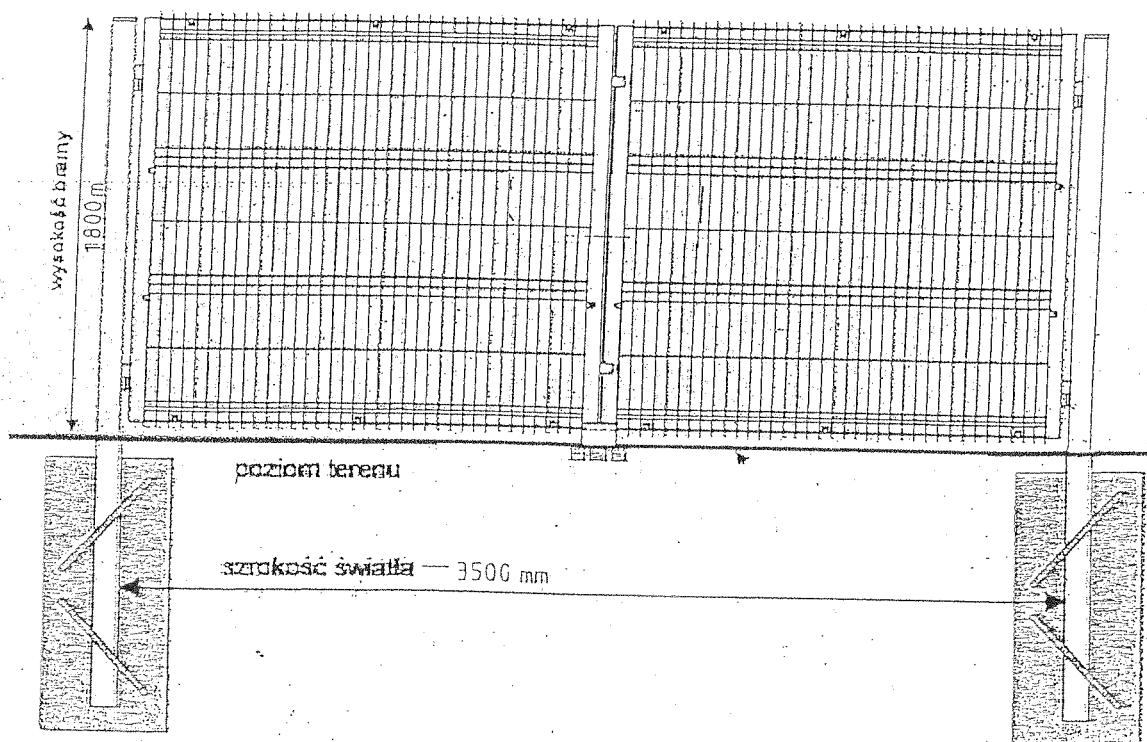 wysokość bramy
1800m
poziom terenu
szrokość światła — 3500 mm